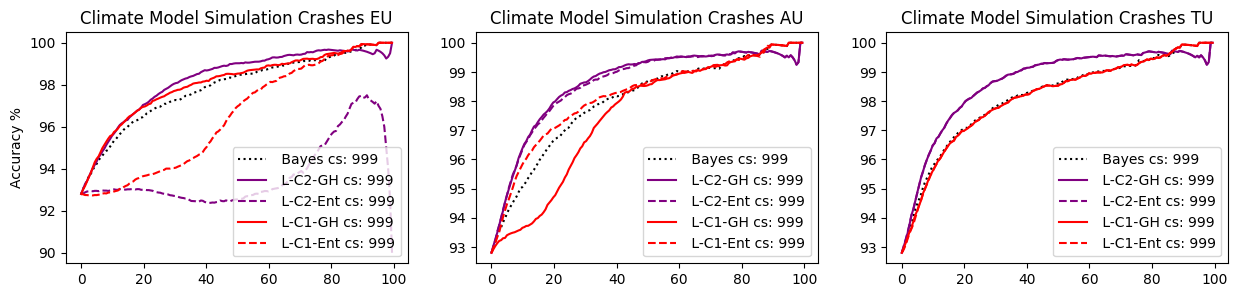 Climate Model Simulation Crashes EU
Accuracy %
100
98
96
94
92
90
0
20
40
60
80
100
Bayes cs: 999
L-C2-GH cs: 999
L-C2-Ent cs: 999
L-C1-GH cs: 999
L-C1-Ent cs: 999
Climate Model Simulation Crashes AU
100
99
98
97
96
95
94
93
0
20
40
60
80
100
Bayes cs: 999
L-C2-GH cs: 999
L-C2-Ent cs: 999
L-C1-GH cs: 999
L-C1-Ent cs: 999
Climate Model Simulation Crashes TU
100
99
98
97
96
95
94
93
0
20
40
60
80
100
Bayes cs: 999
L-C2-GH cs: 999
L-C2-Ent cs: 999
L-C1-GH cs: 999
L-C1-Ent cs: 999